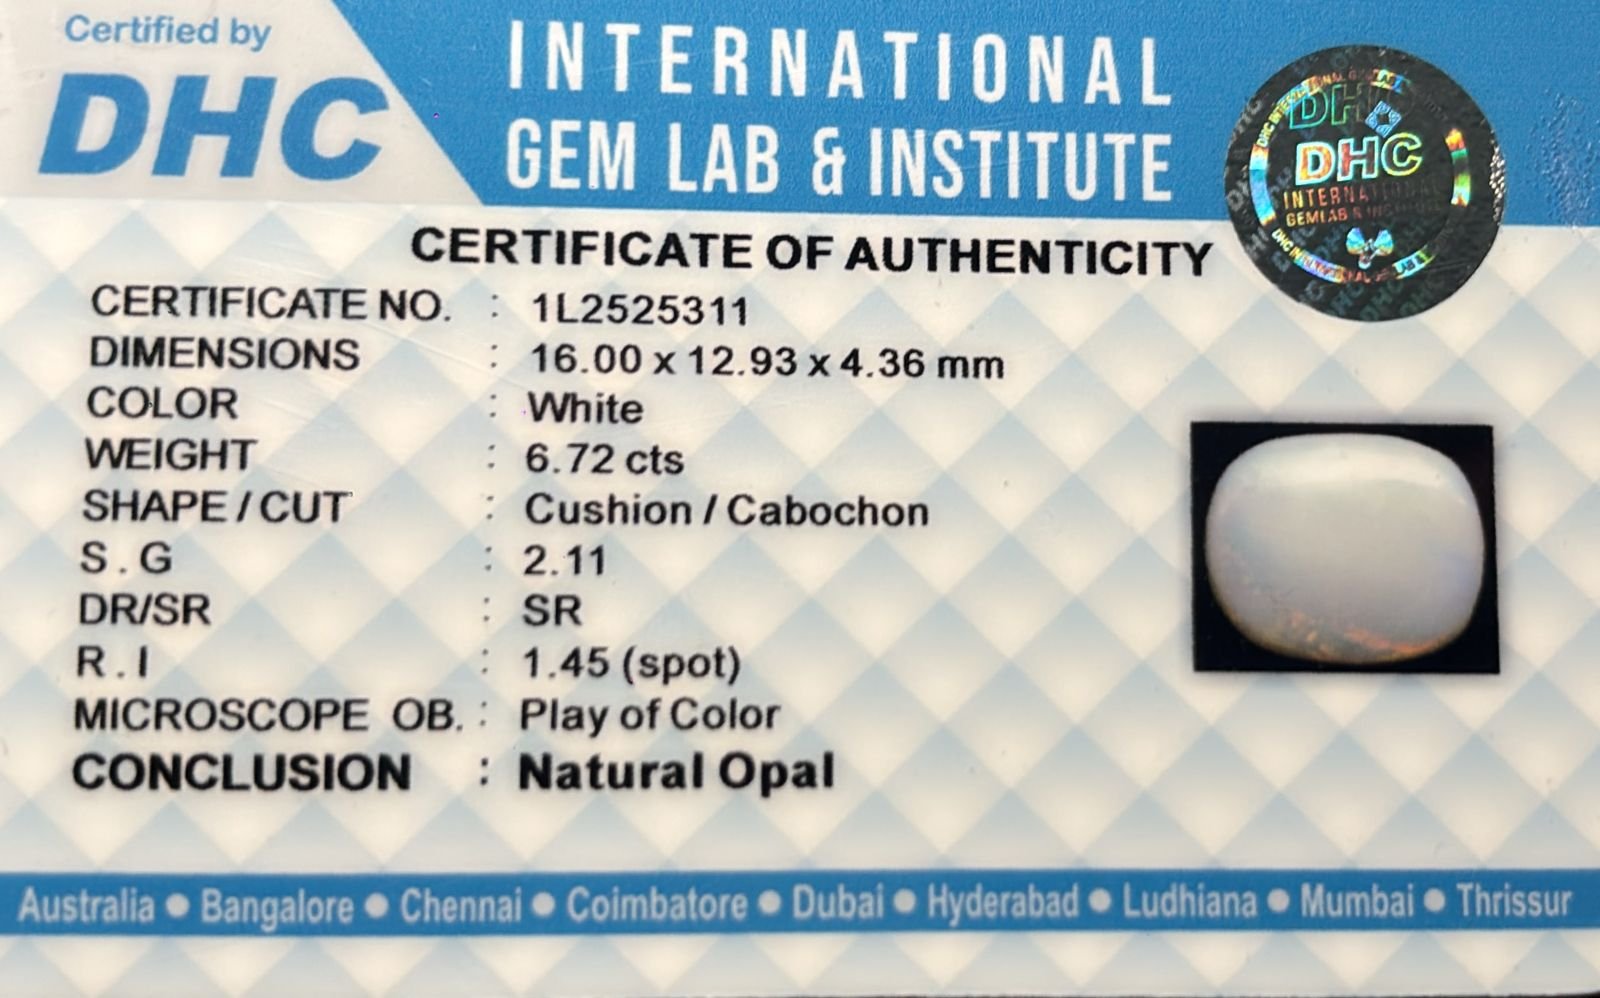 Certified by
DHC
INTERNATIONAL
GEM LAB & INSTITUTE
DHC
DHC
INTERNATIONAL
GEMLAB &
CERTIFICATE OF AUTHENTICITY
CERTIFICATE NO. : 1L2525311
DIMENSIONS : 16.00 x 12.93 x 4.36 mm
COLOR : White
WEIGHT : 6.72 cts
SHAPE / CUT : Cushion / Cabochon
S . G : 2.11
DR/SR : SR
R . I : 1.45 (spot)
MICROSCOPE OB. : Play of Color
CONCLUSION : Natural Opal
Australia ● Bangalore ● Chennai ● Coimbatore ● Dubai ● Hyderabad ● Ludhiana ● Mumbai ● Thrissur